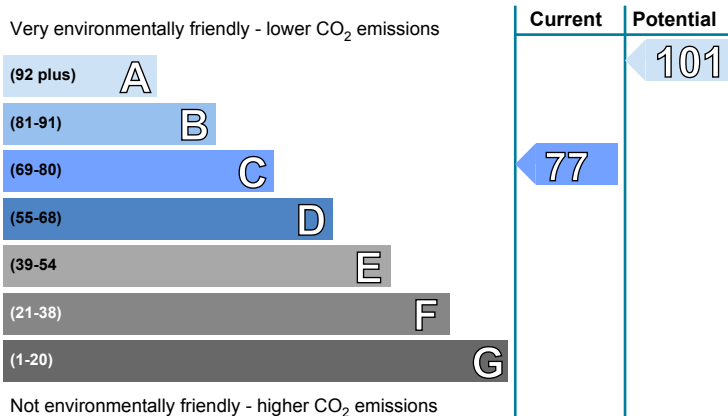 Current Potential
Very environmentally friendly - lower CO2 emissions
101
(92 plus) A
(81-91) B
(69-80) C 77
(55-68) D
(39-54 E
(21-38) F
(1-20) G
Not environmentally friendly - higher CO2 emissions